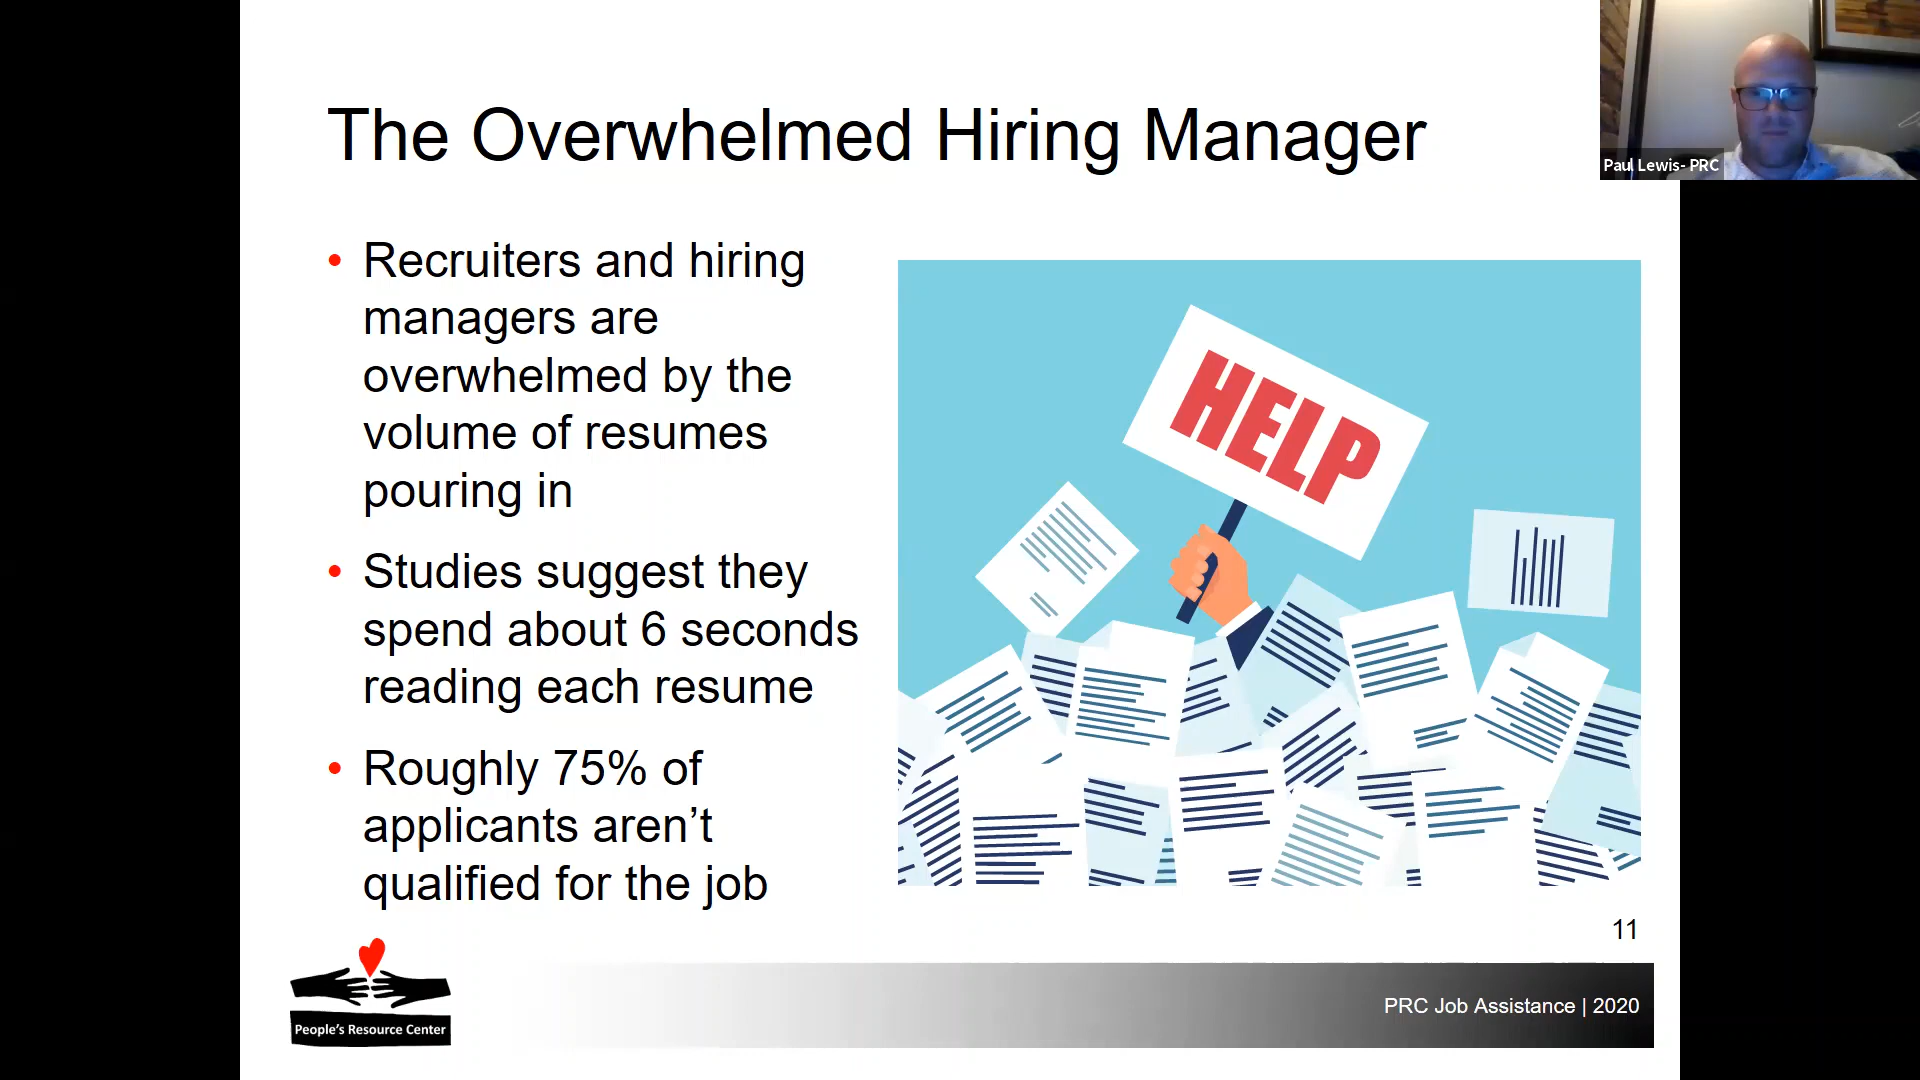 The Overwhelmed Hiring Manager
Paul Lewis- PRC
• Recruiters and hiring
managers are
overwhelmed by the
volume of resumes
pouring in
• Studies suggest they
spend about 6 seconds
reading each resume
• Roughly 75% of
applicants aren’t
qualified for the job
HELP
11
People’s Resource Center
PRC Job Assistance | 2020